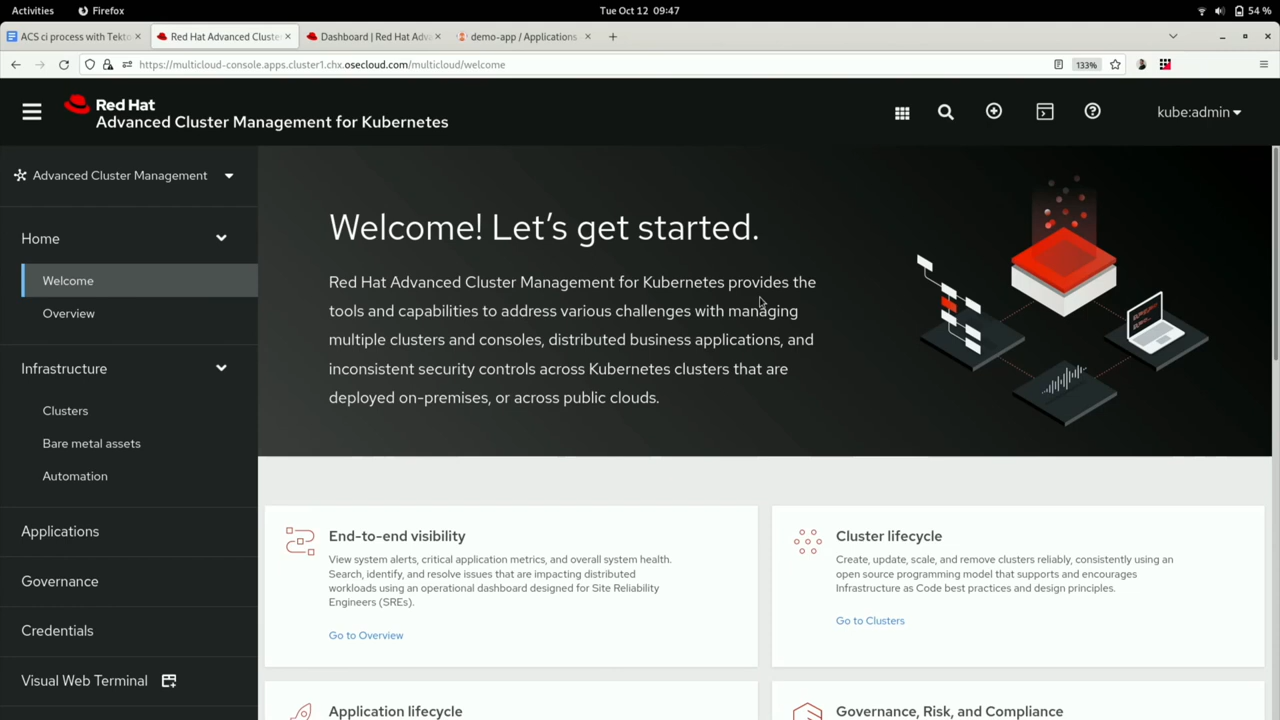 Activities Firefox Tue Oct 12 09:47 54 %
ACS ci process with Tekto Red Hat Advanced Cluste Dashboard | Red Hat Adva demo-app / Applications
https://multicloud-console.apps.cluster1.chx.osecloud.com/multicloud/welcome 133%
Red Hat
Advanced Cluster Management for Kubernetes
kube:admin
Advanced Cluster Management
Home
Welcome
Overview
Infrastructure
Clusters
Bare metal assets
Automation
Applications
Governance
Credentials
Visual Web Terminal
Welcome! Let's get started.
Red Hat Advanced Cluster Management for Kubernetes provides the
tools and capabilities to address various challenges with managing
multiple clusters and consoles, distributed business applications, and
inconsistent security controls across Kubernetes clusters that are
deployed on-premises, or across public clouds.
End-to-end visibility
View system alerts, critical application metrics, and overall system health.
Search, identify, and resolve issues that are impacting distributed
workloads using an operational dashboard designed for Site Reliability
Engineers (SREs).
Go to Overview
Cluster lifecycle
Create, update, scale, and remove clusters reliably, consistently using an
open source programming model that supports and encourages
Infrastructure as Code best practices and design principles.
Go to Clusters
Application lifecycle
Governance, Risk, and Compliance